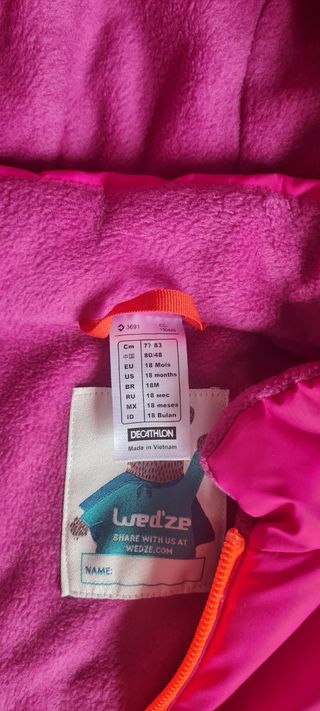 3691
Cm 77 83
中国 80/48
EU 18 Mois
US 18 months
BR 18M
RU 18 мес
MX 18 meses
ID 18 Bulan
DECATHLON
Made in Vietnam
Wed'ze
SHARE WITH US AT
WEDZE.COM
NAME: